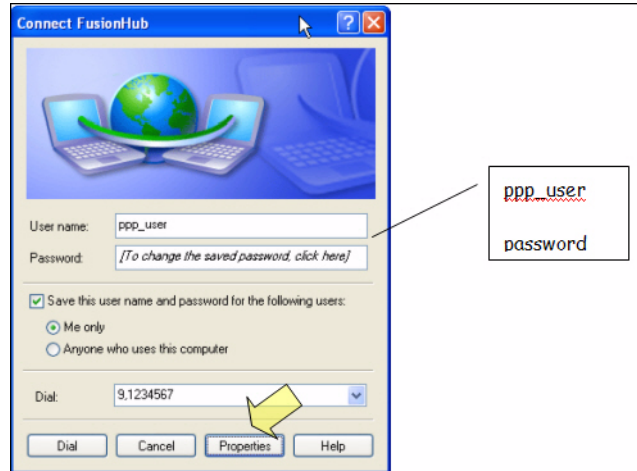 Connect FusionHub
User name: ppp_user
Password: [To change the saved password, click here]
ppp_user
password
Save this user name and password for the following users:
Me only
Anyone who uses this computer
Dial: 9,1234567
Dial Cancel Properties Help